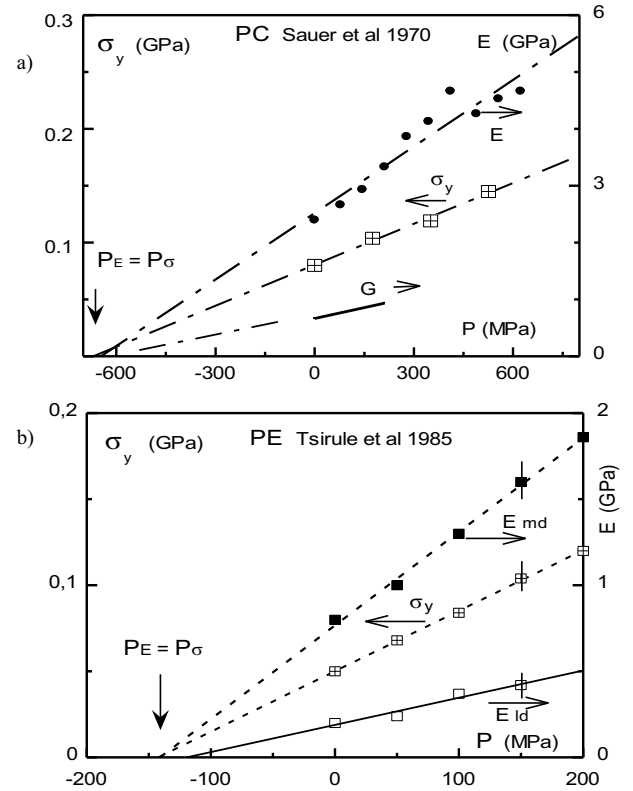 a)
σy (GPa)
PC Sauer et al 1970
E (GPa)
0.3
0.2
0.1
0
6
3
0
E
σy
PE = Pσ
G
P (MPa)
-600 -300 0 300 600
b)
σy (GPa)
PE Tsirule et al 1985
0,2
0,1
0
2
1
0
E (GPa)
E md
σy
PE = Pσ
E ld
P (MPa)
-200 -100 0 100 200